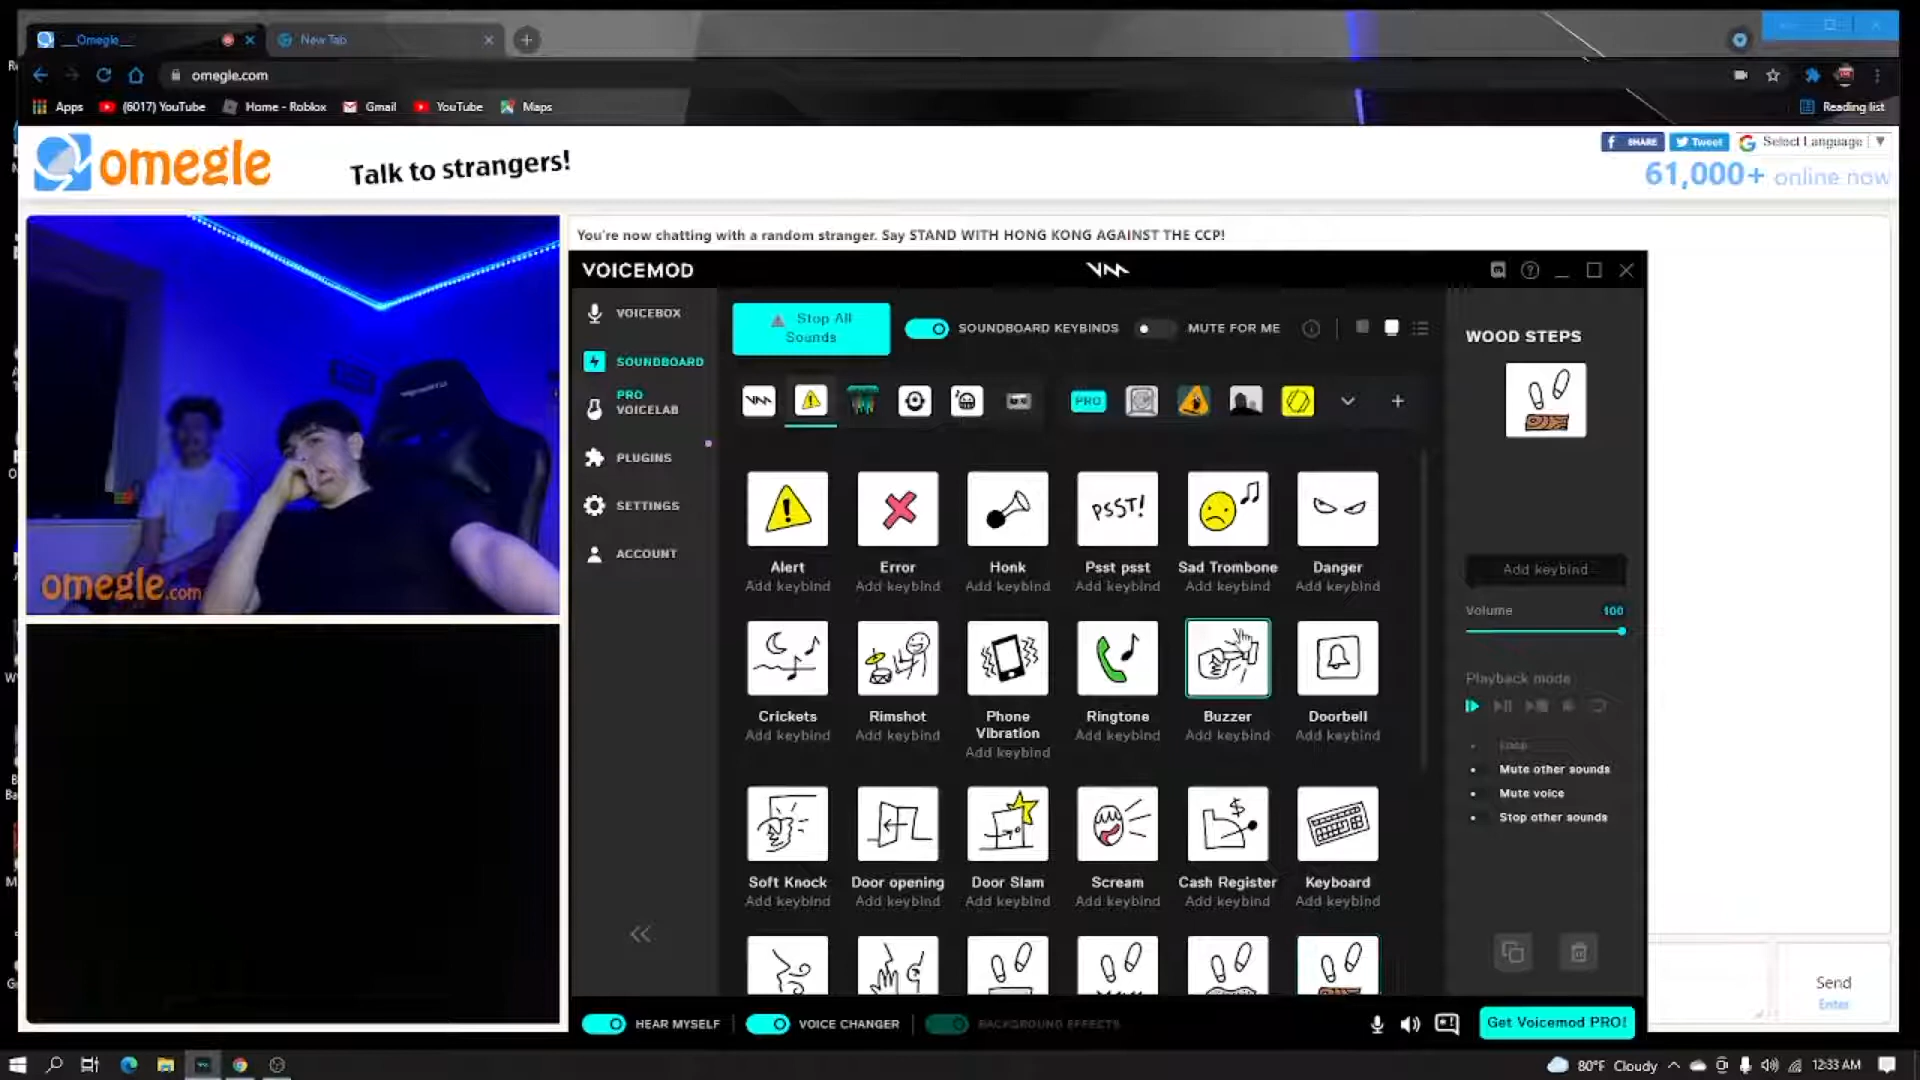 __Omegle__
New Tab
omegle.com
Apps
(6017) YouTube
Home - Roblox
Gmail
YouTube
Maps
Reading list
omegle
Talk to strangers!
SHARE
Tweet
Select Language
61,000+ online now
You're now chatting with a random stranger. Say STAND WITH HONG KONG AGAINST THE CCP!
omegle.com
VOICEMOD
VOICEBOX
SOUNDBOARD
PRO
VOICELAB
PLUGINS
SETTINGS
ACCOUNT
Stop All
Sounds
SOUNDBOARD KEYBINDS
MUTE FOR ME
PRO
PSST!
Alert
Add keybind
Error
Add keybind
Honk
Add keybind
Psst psst
Add keybind
Sad Trombone
Add keybind
Danger
Add keybind
Crickets
Add keybind
Rimshot
Add keybind
Phone
Vibration
Add keybind
Ringtone
Add keybind
Buzzer
Add keybind
Doorbell
Add keybind
Soft Knock
Add keybind
Door opening
Add keybind
Door Slam
Add keybind
Scream
Add keybind
Cash Register
Add keybind
Keyboard
Add keybind
WOOD STEPS
Add keybind
Volume
100
Playback mode
Loop
Mute other sounds
Mute voice
Stop other sounds
HEAR MYSELF
VOICE CHANGER
BACKGROUND EFFECTS
Get Voicemod PRO!
Send
Enter
80°F Cloudy
12:33 AM